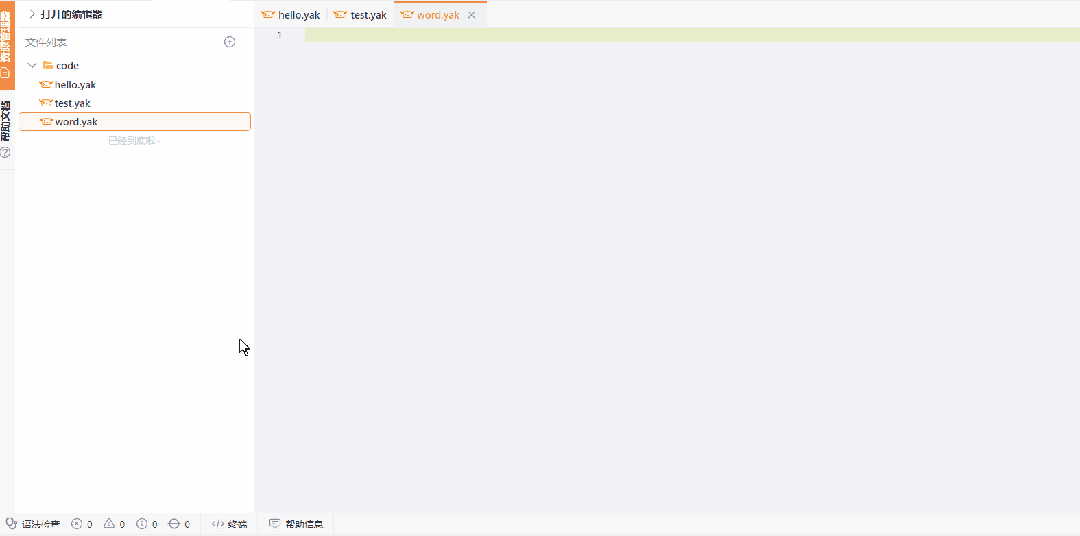 打开的编辑器
文件列表
code
hello.yak
test.yak
word.yak
已经到底啦~
帮助文档
hello.yak
test.yak
word.yak
1
语法检查 0 0 0 0 终端 帮助信息